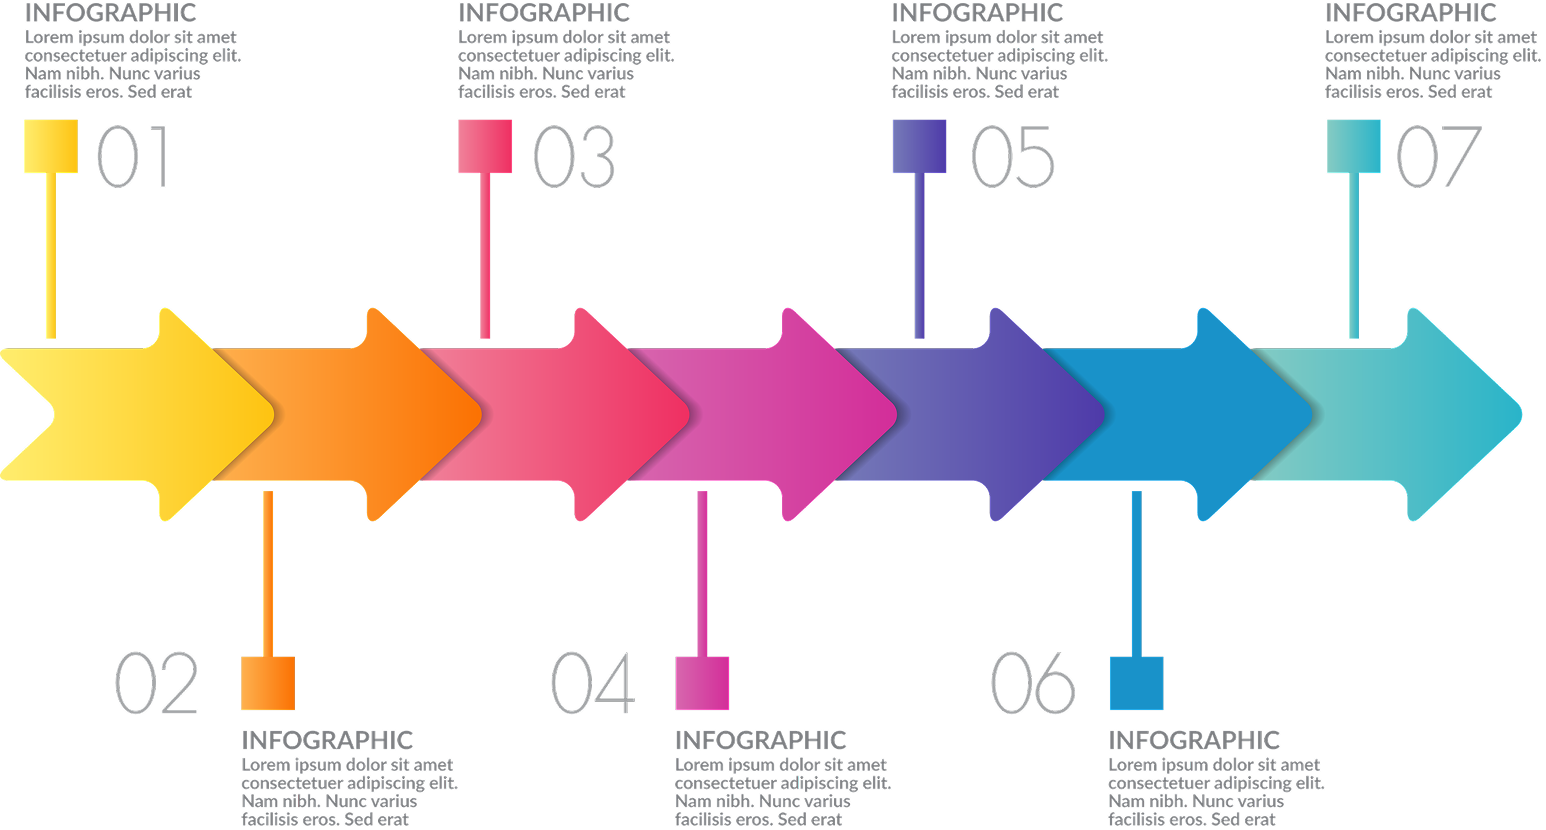 INFOGRAPHIC
Lorem ipsum dolor sit amet
consectetuer adipiscing elit.
Nam nibh. Nunc varius
facilisis eros. Sed erat
01
INFOGRAPHIC
Lorem ipsum dolor sit amet
consectetuer adipiscing elit.
Nam nibh. Nunc varius
facilisis eros. Sed erat
03
INFOGRAPHIC
Lorem ipsum dolor sit amet
consectetuer adipiscing elit.
Nam nibh. Nunc varius
facilisis eros. Sed erat
05
INFOGRAPHIC
Lorem ipsum dolor sit amet
consectetuer adipiscing elit.
Nam nibh. Nunc varius
facilisis eros. Sed erat
07
02
INFOGRAPHIC
Lorem ipsum dolor sit amet
consectetuer adipiscing elit.
Nam nibh. Nunc varius
facilisis eros. Sed erat
04
INFOGRAPHIC
Lorem ipsum dolor sit amet
consectetuer adipiscing elit.
Nam nibh. Nunc varius
facilisis eros. Sed erat
06
INFOGRAPHIC
Lorem ipsum dolor sit amet
consectetuer adipiscing elit.
Nam nibh. Nunc varius
facilisis eros. Sed erat